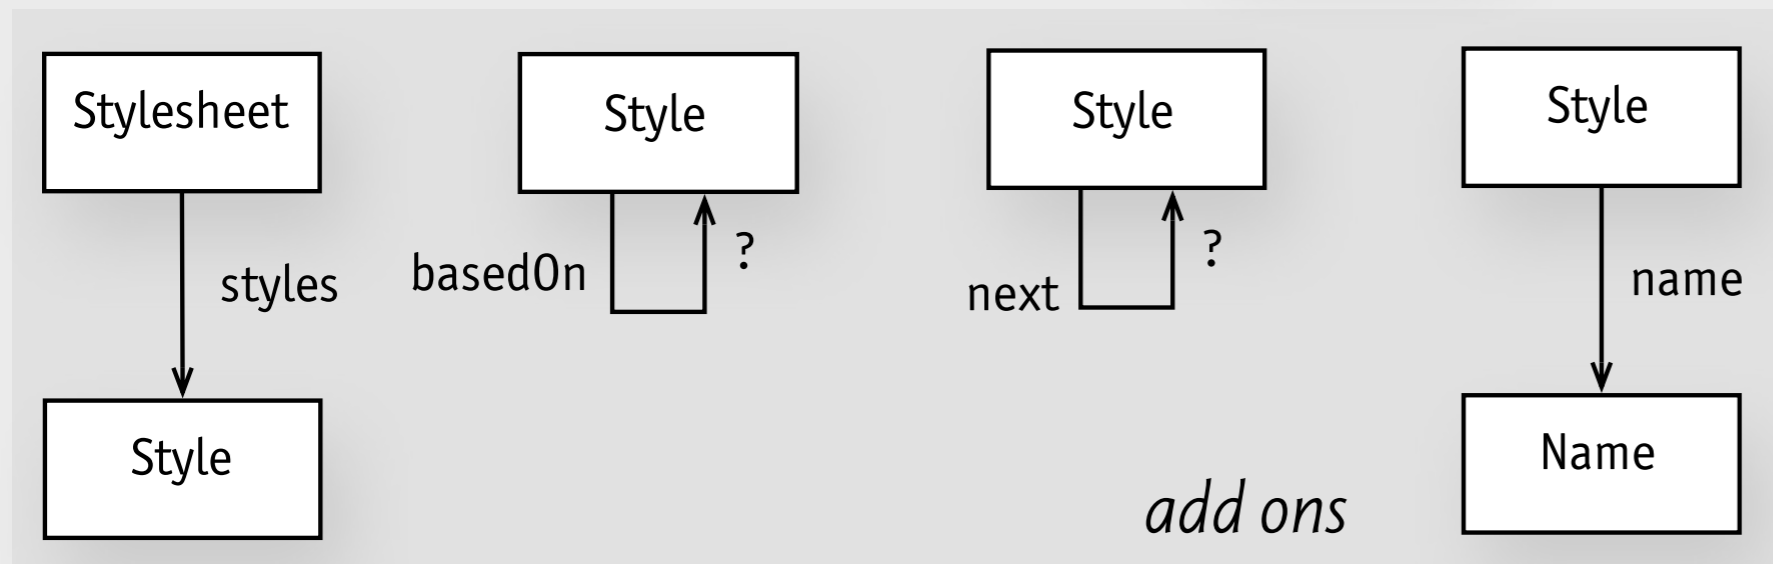 Stylesheet
styles
Style
Style
basedOn
?
Style
next
?
Style
name
Name
add ons